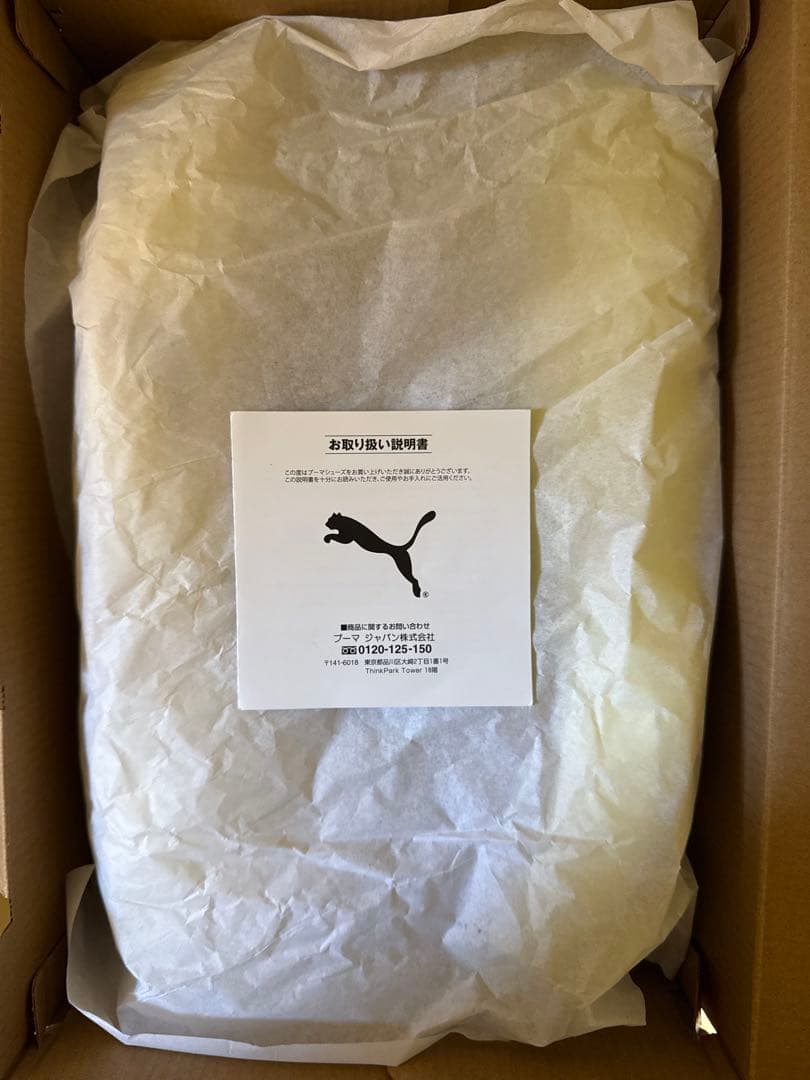 お取り扱い説明書
この度はプーマシューズをお買い上げいただき誠にありがとうございます。
この説明書を十分にお読みいただき、ご使用やお手入れにご活用ください。
®
■商品に関するお問い合わせ
プーマ ジャパン株式会社
0120-125-150
〒141-6018 東京都品川区大崎2丁目1番1号
ThinkPark Tower 18階